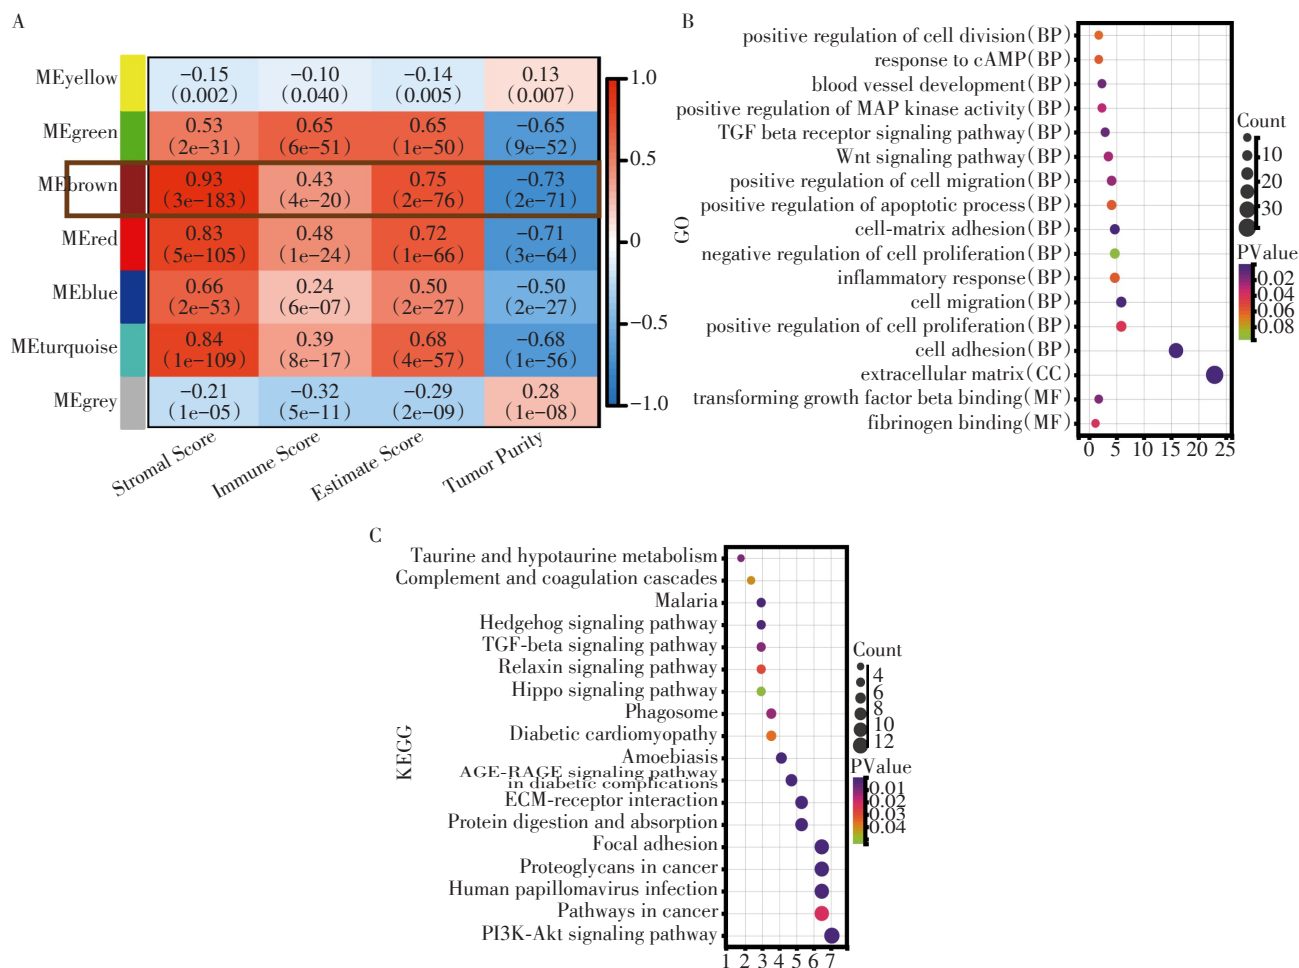 A
MEyellow −0.15 −0.10 −0.14 0.13
(0.002) (0.040) (0.005) (0.007)
MEgreen 0.53 0.65 0.65 −0.65
(2e−31) (6e−51) (1e−50) (9e−52)
MEbrown 0.93 0.43 0.75 −0.73
(3e−183) (4e−20) (2e−76) (2e−71)
MEred 0.83 0.48 0.72 −0.71
(5e−105) (1e−24) (1e−66) (3e−64)
MEblue 0.66 0.24 0.50 −0.50
(2e−53) (6e−07) (2e−27) (2e−27)
MEturquoise 0.84 0.39 0.68 −0.68
(1e−109) (8e−17) (4e−57) (1e−56)
MEgrey −0.21 −0.32 −0.29 0.28
(1e−05) (5e−11) (2e−09) (1e−08)
Stromal Score Immune Score Estimate Score Tumor Purity
1.0
0.5
0
−0.5
−1.0
B
GO
positive regulation of cell division(BP)
response to cAMP(BP)
blood vessel development(BP)
positive regulation of MAP kinase activity(BP)
TGF beta receptor signaling pathway(BP)
Wnt signaling pathway(BP)
positive regulation of cell migration(BP)
positive regulation of apoptotic process(BP)
cell-matrix adhesion(BP)
negative regulation of cell proliferation(BP)
inflammatory response(BP)
cell migration(BP)
positive regulation of cell proliferation(BP)
cell adhesion(BP)
extracellular matrix(CC)
transforming growth factor beta binding(MF)
fibrinogen binding(MF)
0 5 10 15 20 25
Count
10
20
30
PValue
0.02
0.04
0.06
0.08
C
KEGG
Taurine and hypotaurine metabolism
Complement and coagulation cascades
Malaria
Hedgehog signaling pathway
TGF-beta signaling pathway
Relaxin signaling pathway
Hippo signaling pathway
Phagosome
Diabetic cardiomyopathy
Amoebiasis
AGE-RAGE signaling pathway
in diabetic complications
ECM-receptor interaction
Protein digestion and absorption
Focal adhesion
Proteoglycans in cancer
Human papillomavirus infection
Pathways in cancer
PI3K-Akt signaling pathway
1 2 3 4 5 6 7
Count
4
6
8
10
12
PValue
0.01
0.02
0.03
0.04